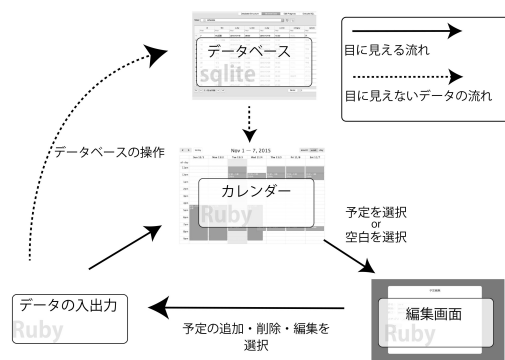 データベース
sqlite
目に見える流れ
目に見えないデータの流れ
データベースの操作
Nov 1 — 7, 2015
カレンダー
Ruby
予定を選択
or
空白を選択
データの入出力
Ruby
予定の追加・削除・編集を
選択
編集画面
Ruby